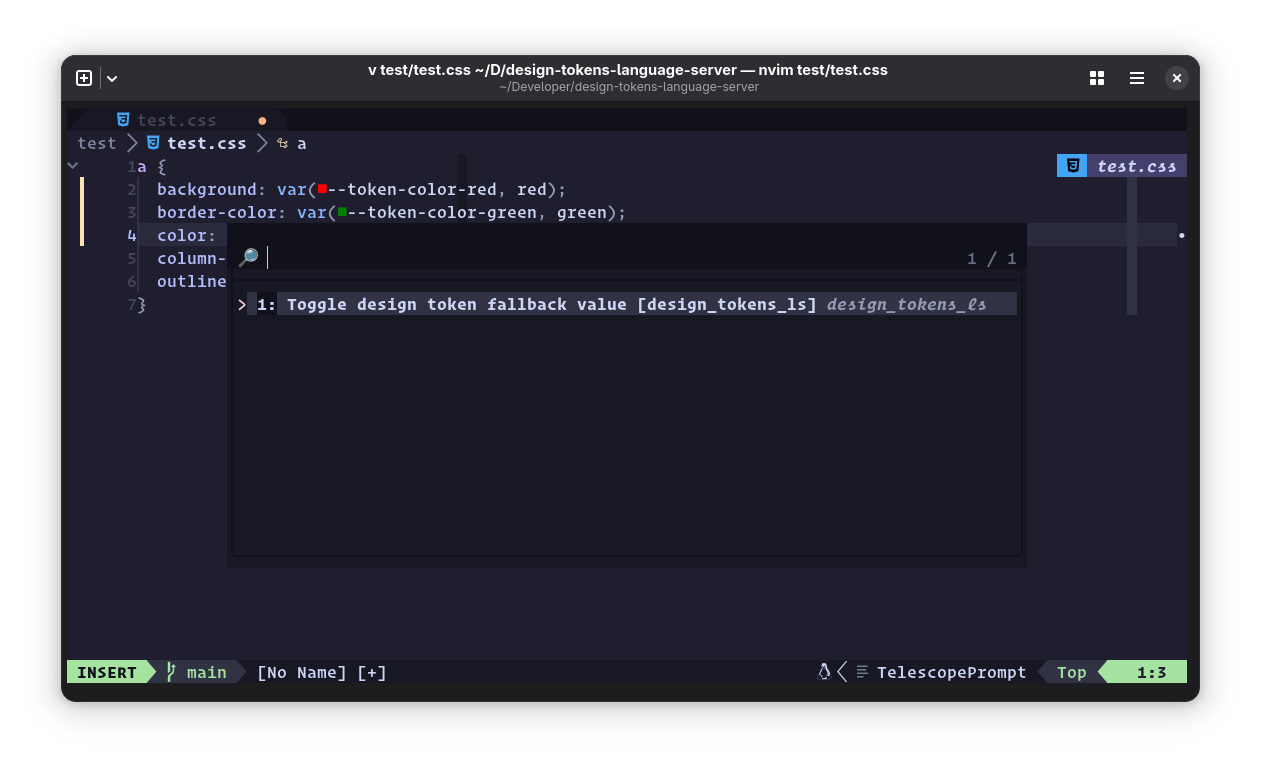 v test/test.css ~/D/design-tokens-language-server — nvim test/test.css
~/Developer/design-tokens-language-server
test.css
test test.css a
1 a {
test.css
2 background: var(--token-color-red, red);
3 border-color: var(--token-color-green, green);
4 color:
1 / 1
5 column-
6 outline
> 1: Toggle design token fallback value [design_tokens_ls] design_tokens_ls
7 }
INSERT main [No Name] [+] TelescopePrompt Top 1:3